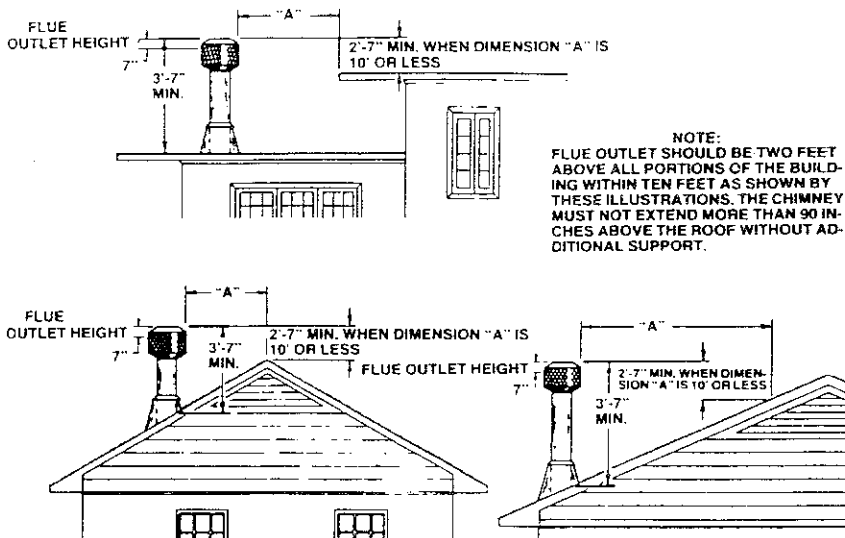 "A"
FLUE
OUTLET HEIGHT
7"
3'-7"
MIN.
2'-7" MIN. WHEN DIMENSION "A" IS
10' OR LESS
NOTE:
FLUE OUTLET SHOULD BE TWO FEET
ABOVE ALL PORTIONS OF THE BUILD-
ING WITHIN TEN FEET AS SHOWN BY
THESE ILLUSTRATIONS. THE CHIMNEY
MUST NOT EXTEND MORE THAN 90 IN-
CHES ABOVE THE ROOF WITHOUT AD-
DITIONAL SUPPORT.
"A"
FLUE
OUTLET HEIGHT
7"
3'-7"
MIN.
2'-7" MIN. WHEN DIMENSION "A" IS
10' OR LESS
"A"
FLUE OUTLET HEIGHT
7"
2'-7" MIN. WHEN DIMEN-
SION "A" IS 10' OR LESS
3'-7"
MIN.